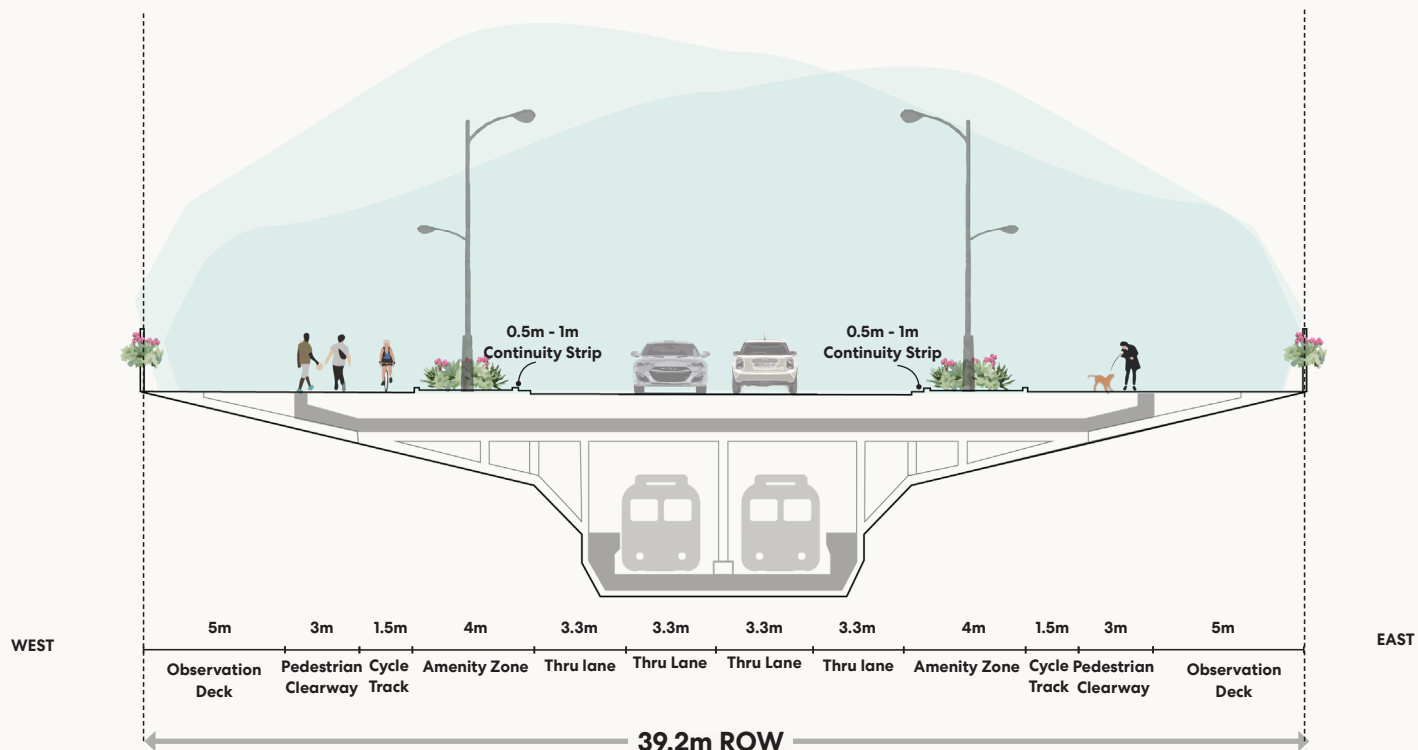 0.5m - 1m
Continuity Strip
0.5m - 1m
Continuity Strip
WEST
EAST
5m
3m
1.5m
4m
3.3m
3.3m
3.3m
3.3m
4m
1.5m
3m
5m
Observation
Deck
Pedestrian
Clearway
Cycle
Track
Amenity Zone
Thru lane
Thru Lane
Thru Lane
Thru lane
Amenity Zone
Cycle
Track
Pedestrian
Clearway
Observation
Deck
39.2m ROW